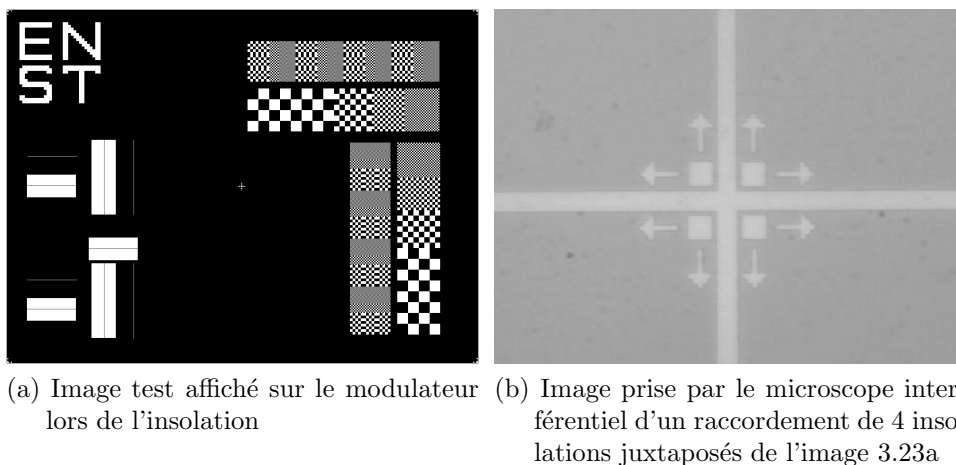 EN
ST
(a) Image test affiché sur le modulateur
lors de l'insolation
(b) Image prise par le microscope inter
férentiel d'un raccordement de 4 inso
lations juxtaposés de l'image 3.23a